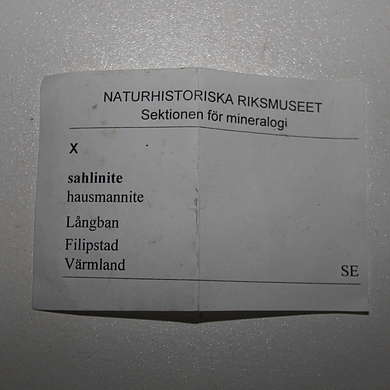 NATURHISTORISKA RIKSMUSEET
Sektionen för mineralogi
X
sahlinite
hausmannite
Långban
Filipstad
Värmland SE